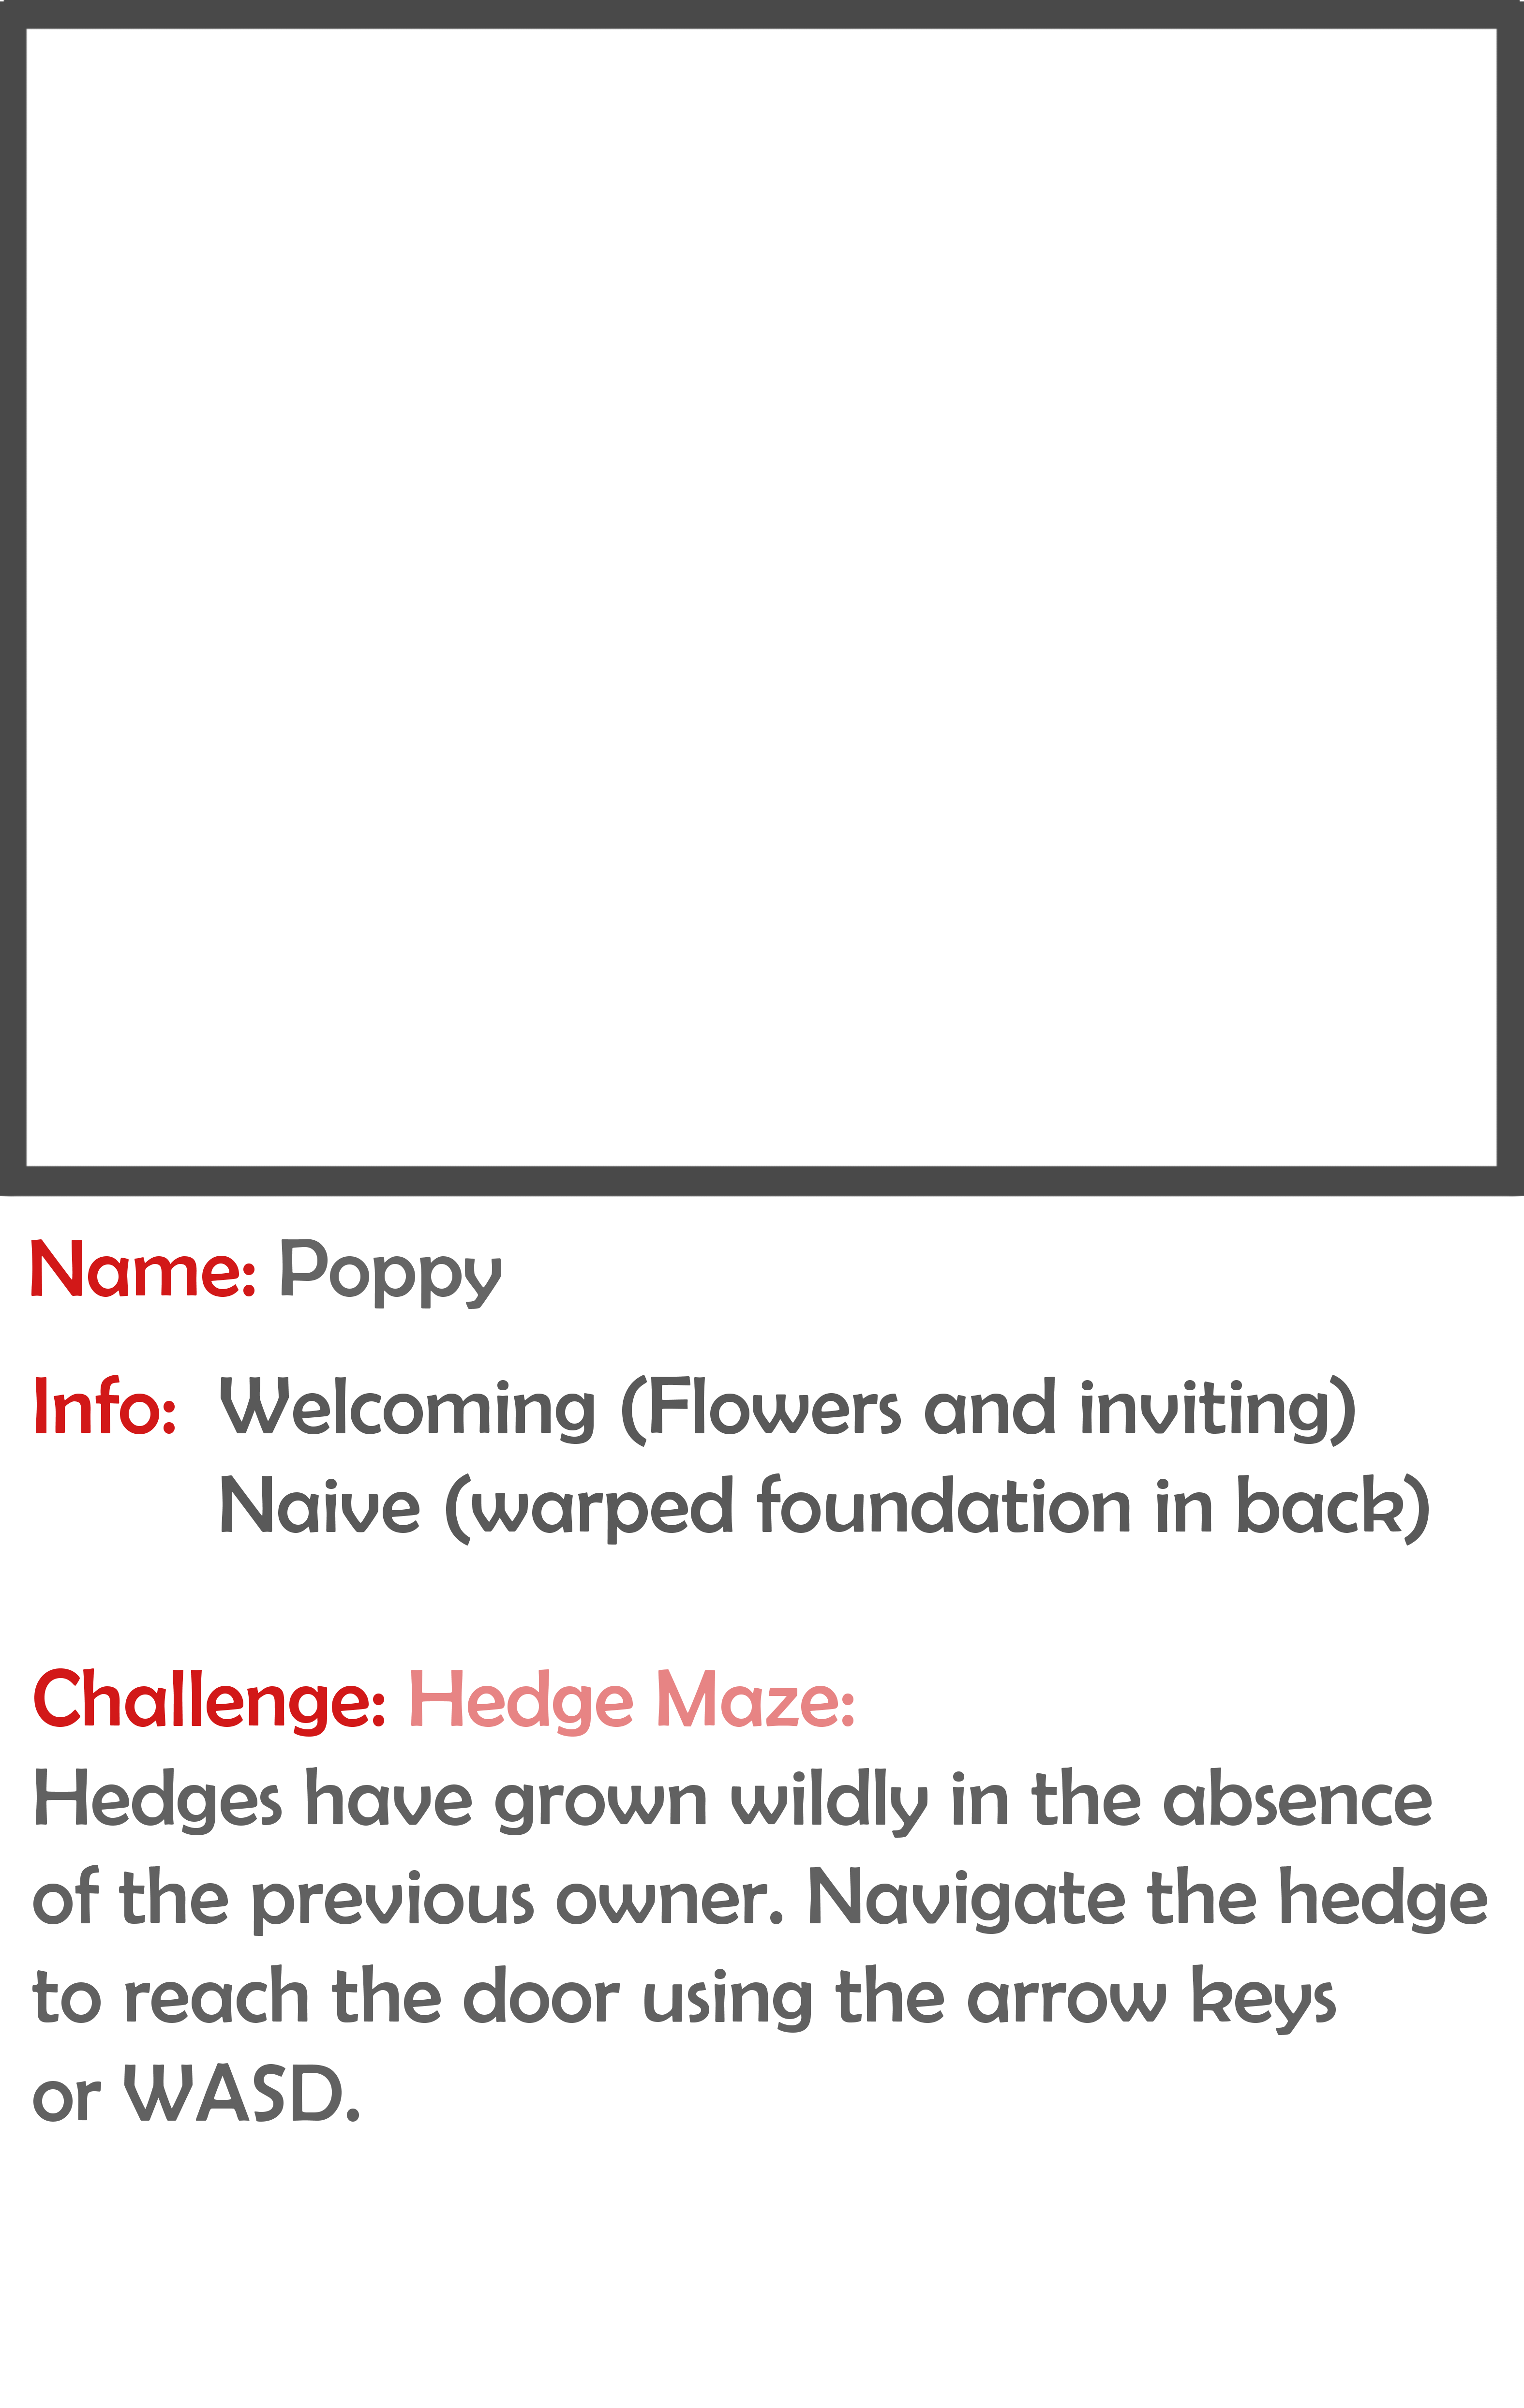 Name: Poppy
Info: Welcoming (Flowers and inviting)
Naive (warped foundation in back)
Challenge: Hedge Maze:
Hedges have grown wildly in the absence
of the previous owner. Navigate the hedge
to reach the door using the arrow keys
or WASD.